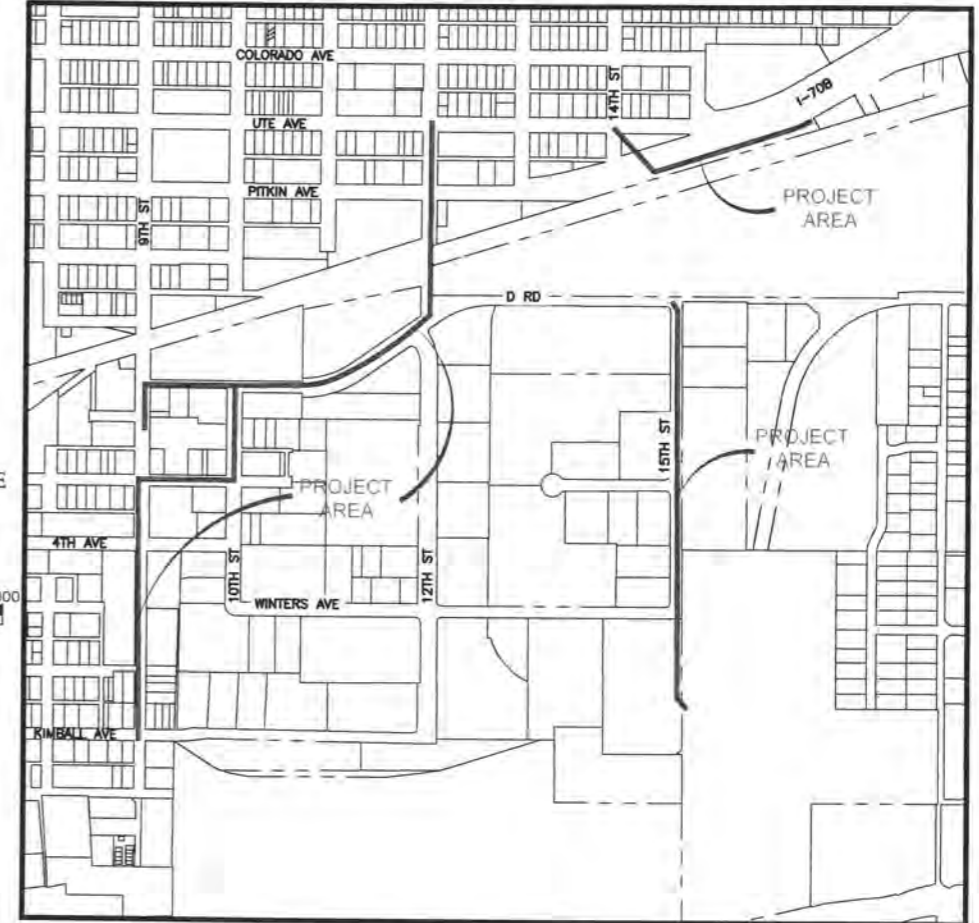 COLORADO AVE
14TH ST
I-70B
UTE AVE
PITKIN AVE
9TH ST
PROJECT
AREA
D RD
15TH ST
PROJECT
AREA
PROJECT
AREA
4TH AVE
10TH ST
12TH ST
WINTERS AVE
KIMBALL AVE